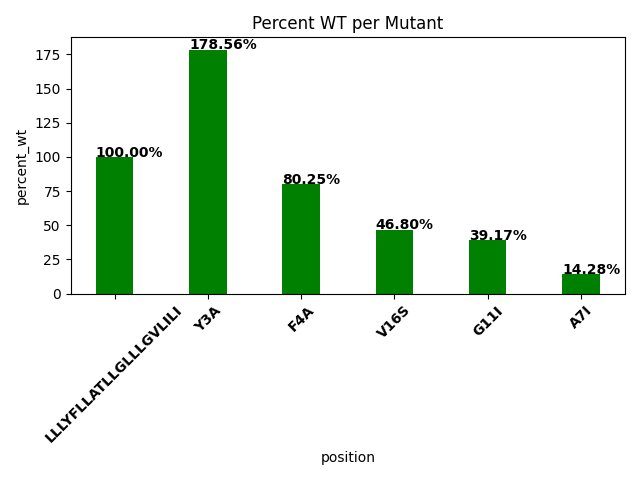 Percent WT per Mutant
percent_wt
175
150
125
100
75
50
25
0
100.00%
178.56%
80.25%
46.80%
39.17%
14.28%
LLLYFLLATLLGLLLGVLILI
Y3A
F4A
V16S
G11I
A7I
position